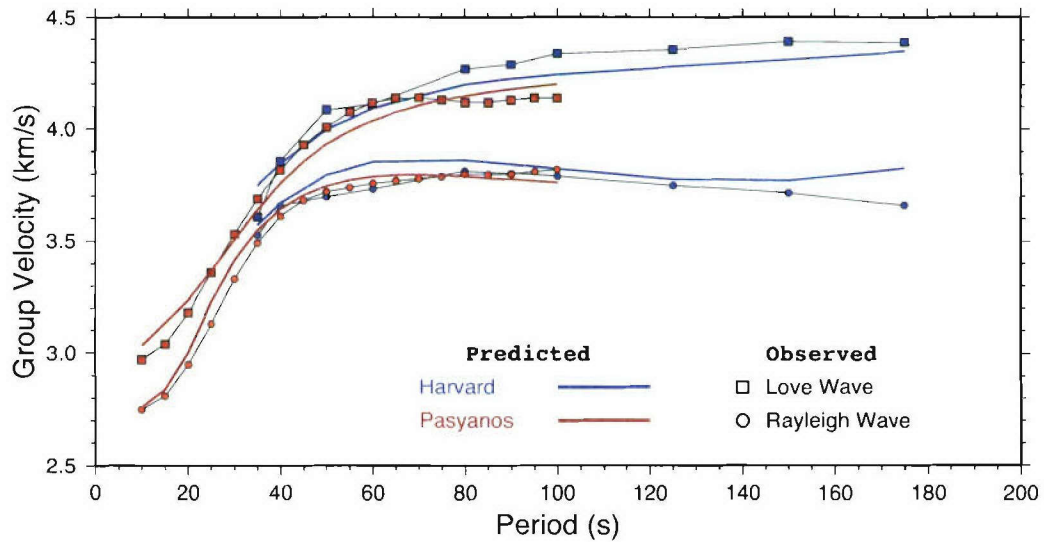 4.5
4.0
3.5
3.0
2.5
Group Velocity (km/s)
Predicted Observed
Harvard Love Wave
Pasyanos Rayleigh Wave
0 20 40 60 80 100 120 140 160 180 200
Period (s)